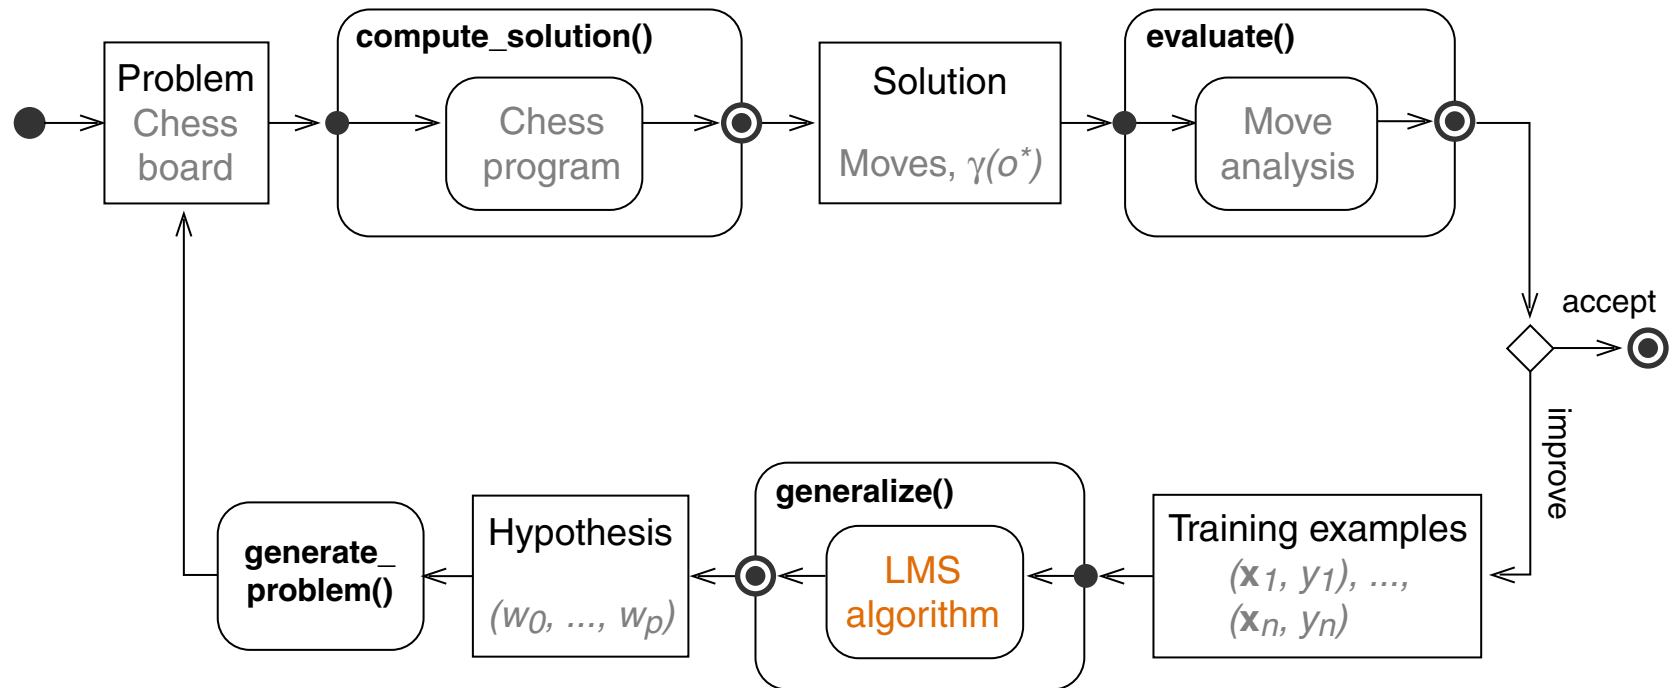 Problem
Chess
board
compute_solution()
Chess
program
Solution
Moves, γ(o*)
evaluate()
Move
analysis
accept
improve
Training examples
(x1, y1), ...,
(xn, yn)
generalize()
LMS
algorithm
Hypothesis
(w0, ..., wp)
generate_
problem()